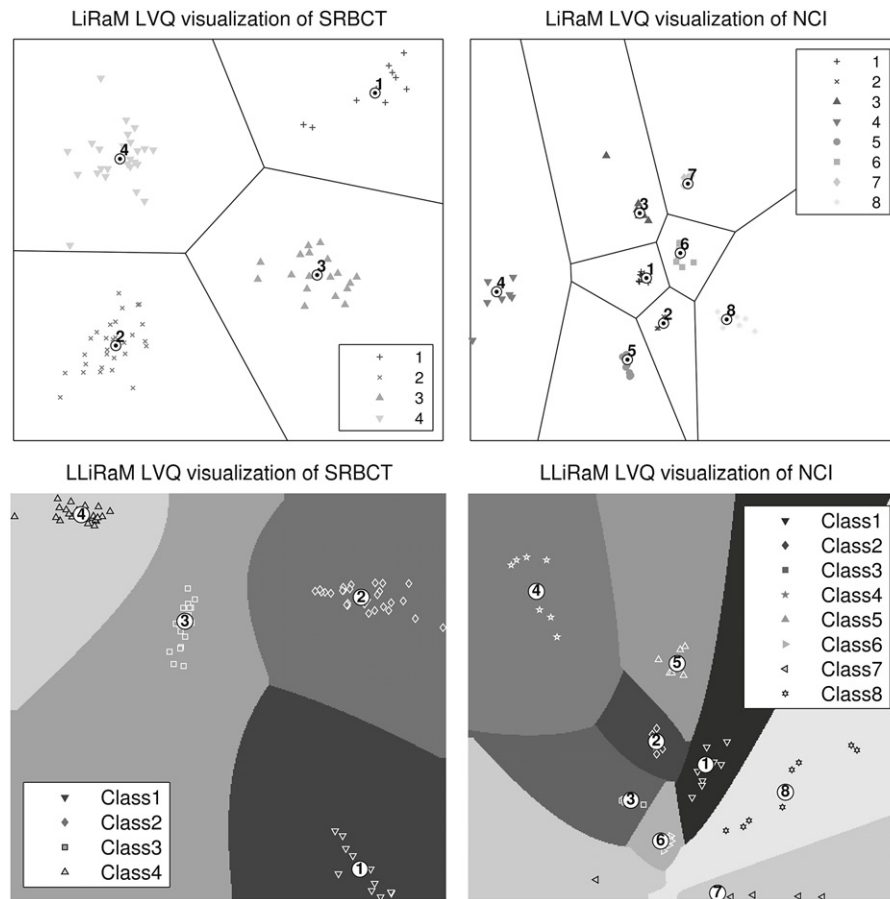 LiRaM LVQ visualization of SRBCT
1
4
3
2
1
2
3
4
LiRaM LVQ visualization of NCI
1
2
3
4
5
6
7
8
7
3
6
1
4
2
8
5
LLiRaM LVQ visualization of SRBCT
4
2
3
1
Class1
Class2
Class3
Class4
LLiRaM LVQ visualization of NCI
Class1
Class2
Class3
Class4
Class5
Class6
Class7
Class8
4
5
2
1
8
3
6
7